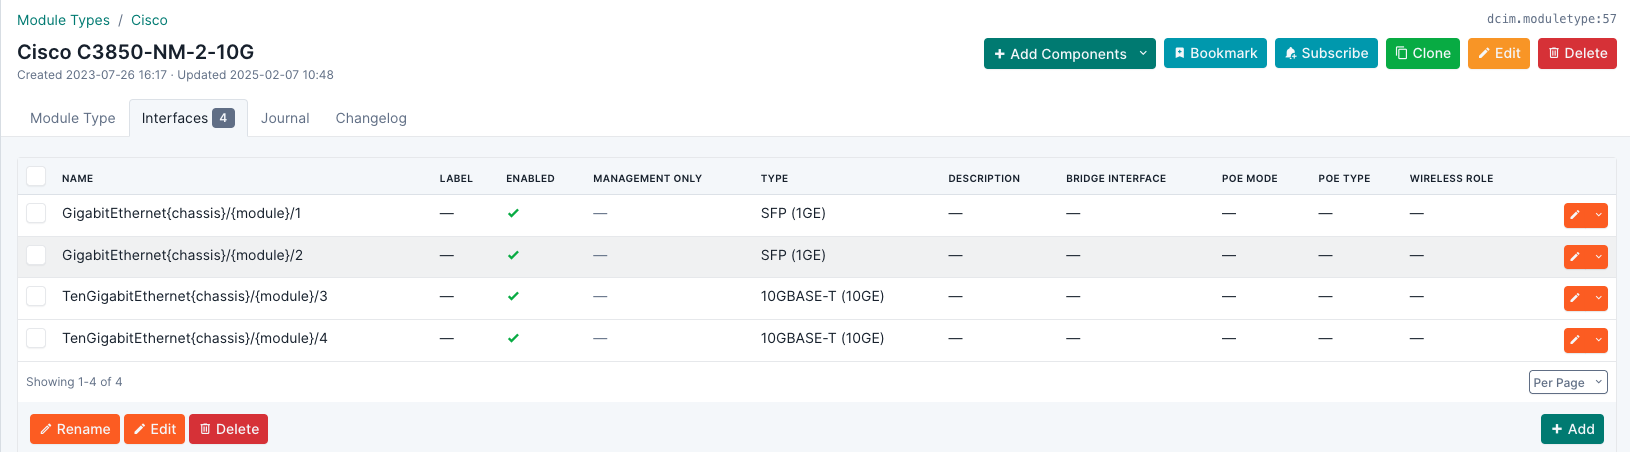 Module Types / Cisco
dcim.moduletype:57
Cisco C3850-NM-2-10G
Created 2023-07-26 16:17 · Updated 2025-02-07 10:48
+ Add Components
Bookmark
Subscribe
Clone
Edit
Delete
Module Type Interfaces 4 Journal Changelog
NAME LABEL ENABLED MANAGEMENT ONLY TYPE DESCRIPTION BRIDGE INTERFACE POE MODE POE TYPE WIRELESS ROLE
GigabitEthernet{chassis}/{module}/1 — — SFP (1GE) — — — — —
GigabitEthernet{chassis}/{module}/2 — — SFP (1GE) — — — — —
TenGigabitEthernet{chassis}/{module}/3 — — 10GBASE-T (10GE) — — — — —
TenGigabitEthernet{chassis}/{module}/4 — — 10GBASE-T (10GE) — — — — —
Showing 1-4 of 4
Per Page
Rename Edit Delete
+ Add